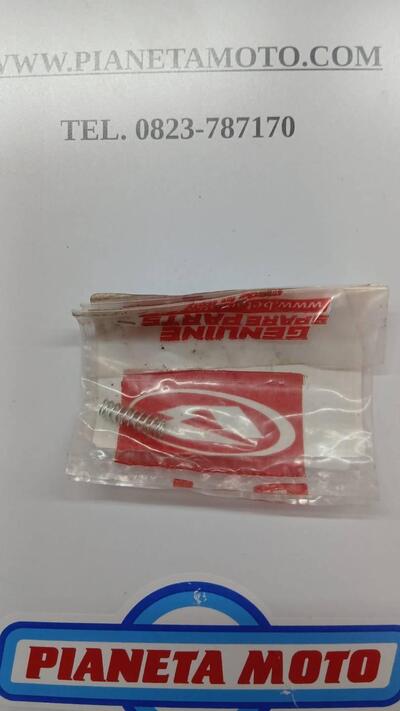 WWW.PIANETAMOTO.COM
TEL. 0823-787170
GENUINE
SPARE PARTS
PIANETA MOTO